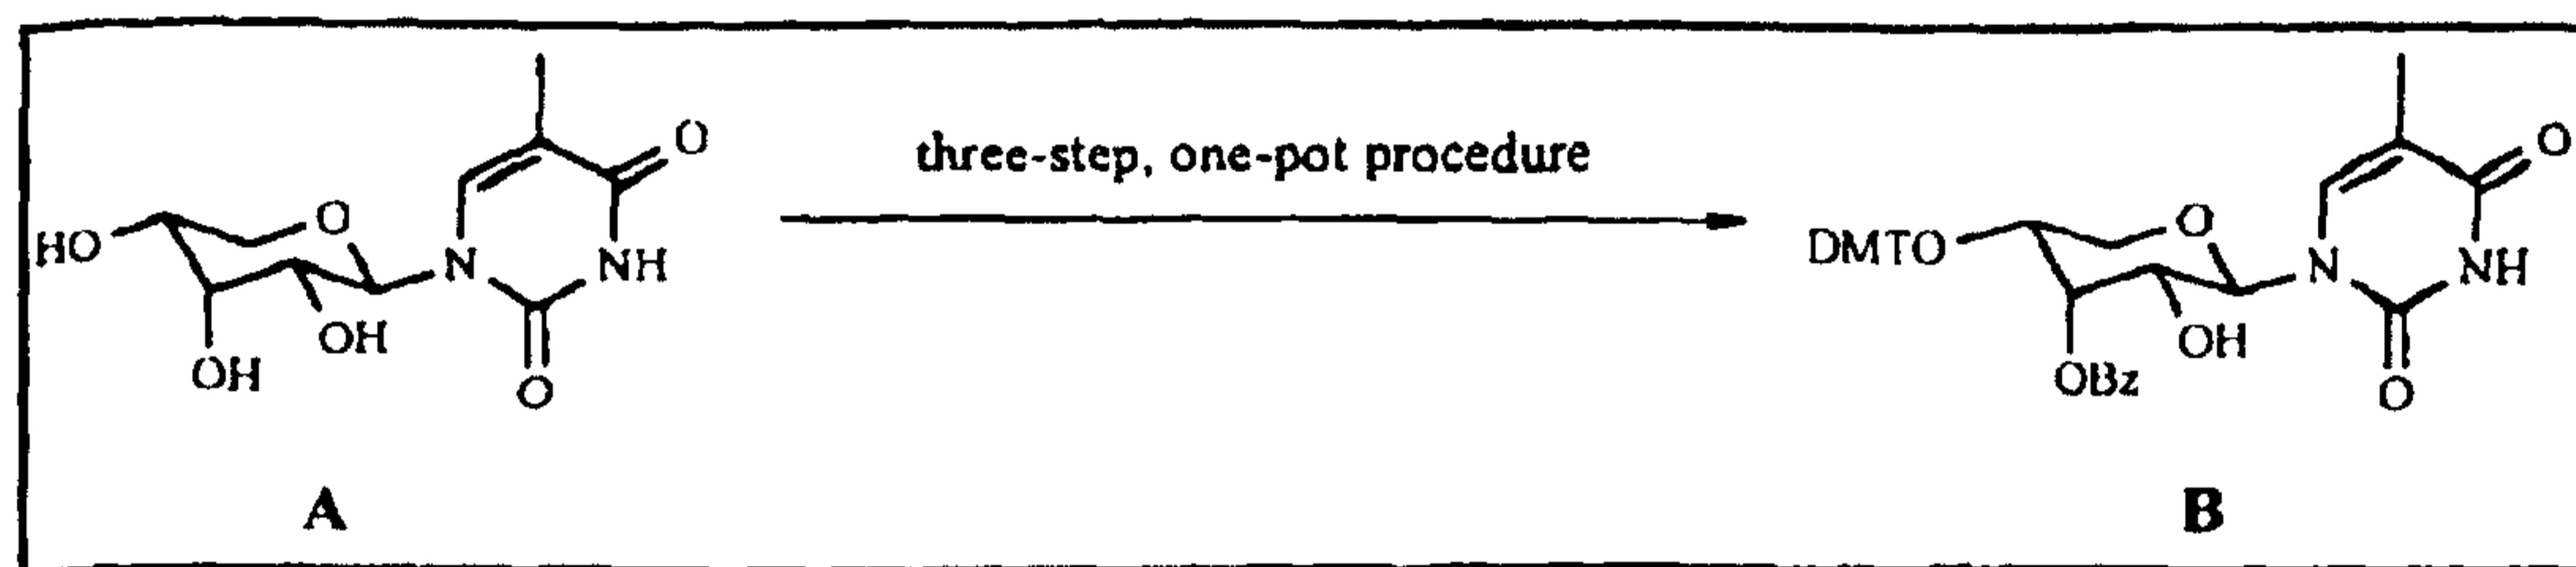 three-step, one-pot procedure
O
HO
O
N
NH
OH
OH
O
A
O
DMTO
O
N
NH
OH
OBz
O
B